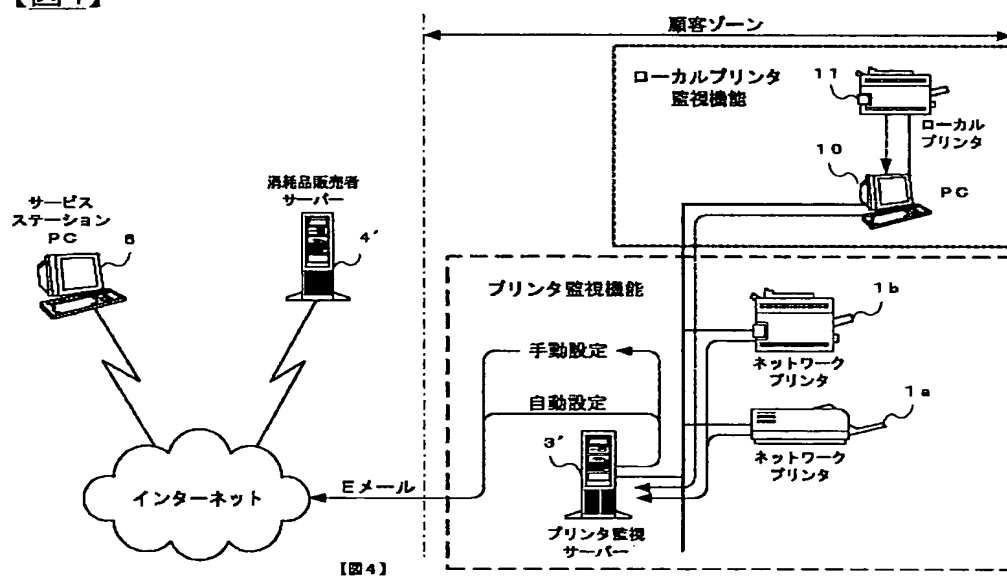 【図4】
顧客ゾーン
ローカルプリンタ
監視機能
11
ローカル
プリンタ
10
PC
消耗品販売者
サーバー
4′
サービス
ステーション
PC
6
プリンタ監視機能
1b
ネットワーク
プリンタ
手動設定
自動設定
1a
ネットワーク
プリンタ
3′
インターネット
Eメール
プリンタ監視
サーバー
【図4】